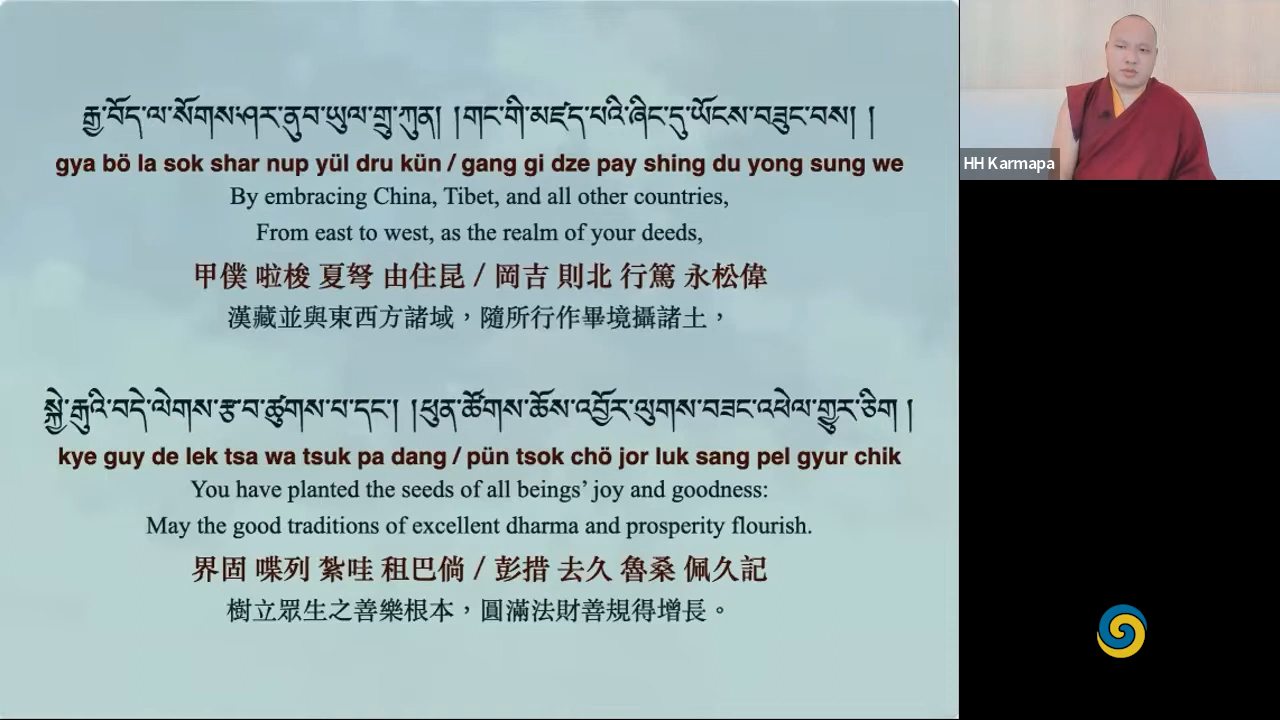 རྒྱ་བོད་ལ་སོགས་ཤར་ནུབ་ཡུལ་གྲུ་ཀུན། །གང་གི་མཛད་པའི་ཞིང་དུ་ཡོངས་བཟུང་བས། །
gya bö la sok shar nup yül dru kün / gang gi dze pay shing du yong sung we
By embracing China, Tibet, and all other countries,
From east to west, as the realm of your deeds,
甲僕 啦梭 夏弩 由住昆 / 岡吉 則北 行篤 永松偉
漢藏並與東西方諸域，隨所行作畢境攝諸土，
སྐྱེ་རྒུའི་བདེ་ལེགས་རྩ་བ་ཚུགས་པ་དང་། །ཕུན་ཚོགས་ཆོས་འབྱོར་ལུགས་བཟང་འཕེལ་གྱུར་ཅིག །
kye guy de lek tsa wa tsuk pa dang / pün tsok chö jor luk sang pel gyur chik
You have planted the seeds of all beings’ joy and goodness:
May the good traditions of excellent dharma and prosperity flourish.
界固 喋列 紮哇 租巴倘 / 彭措 去久 魯桑 佩久記
樹立眾生之善樂根本，圓滿法財善規得增長。
HH Karmapa